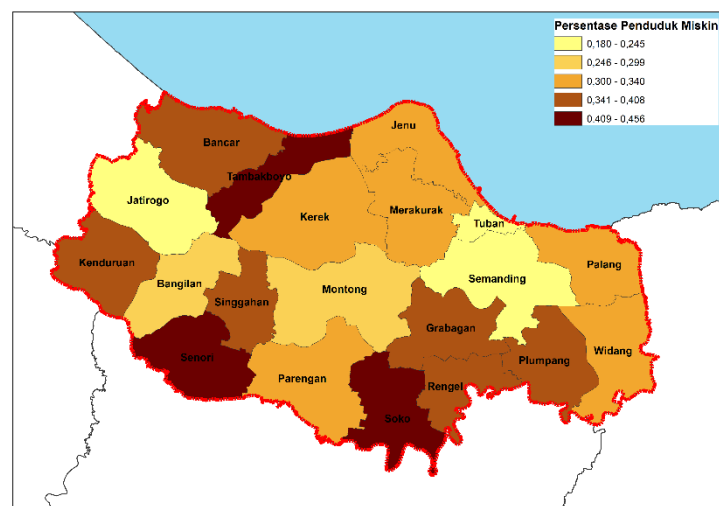 Persentase Penduduk Miskin
0,180 - 0,245
0,246 - 0,299
0,300 - 0,340
0,341 - 0,408
0,409 - 0,456
Jenu
Bancar
Tambakboyo
Jatirogo
Kerek
Merakurak
Tuban
Kenduruan
Palang
Bangilan
Montong
Semanding
Singgahan
Grabagan
Senori
Plumpang
Widang
Parengan
Rengel
Soko